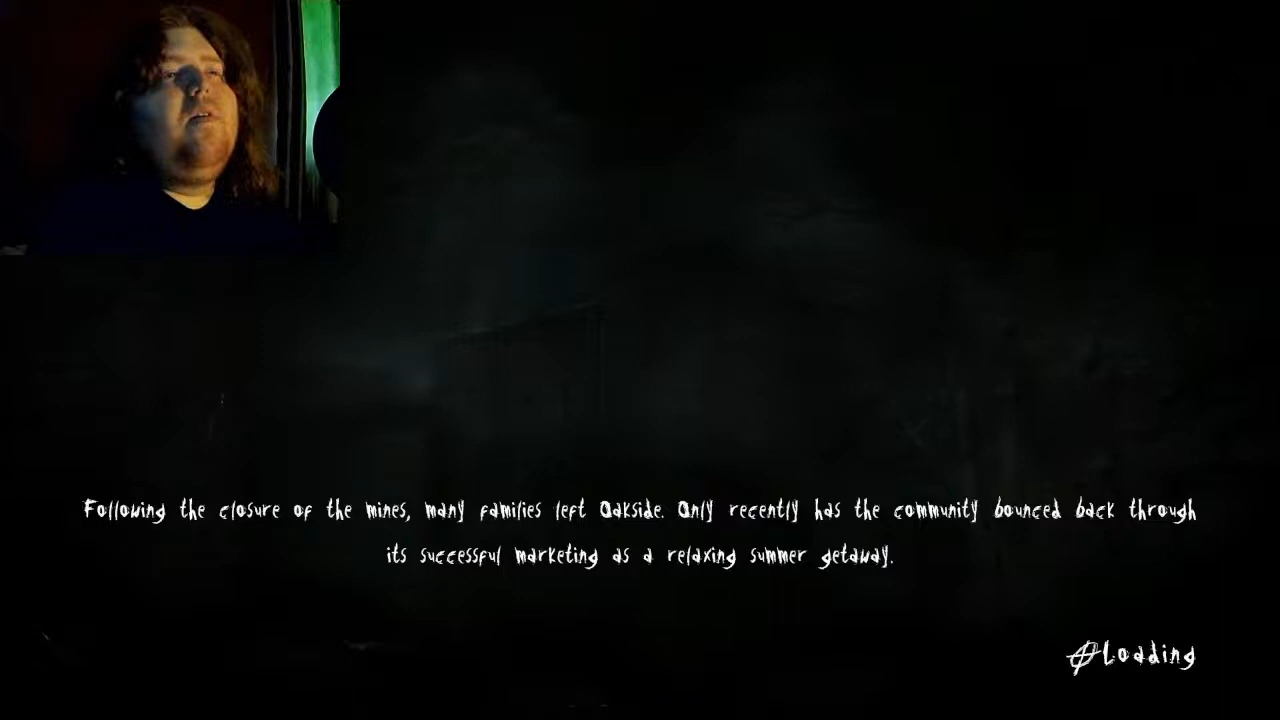 Following the closure of the mines, many families left Oakside. Only recently has the community bounced back through
its successful marketing as a relaxing summer getaway.
Loading